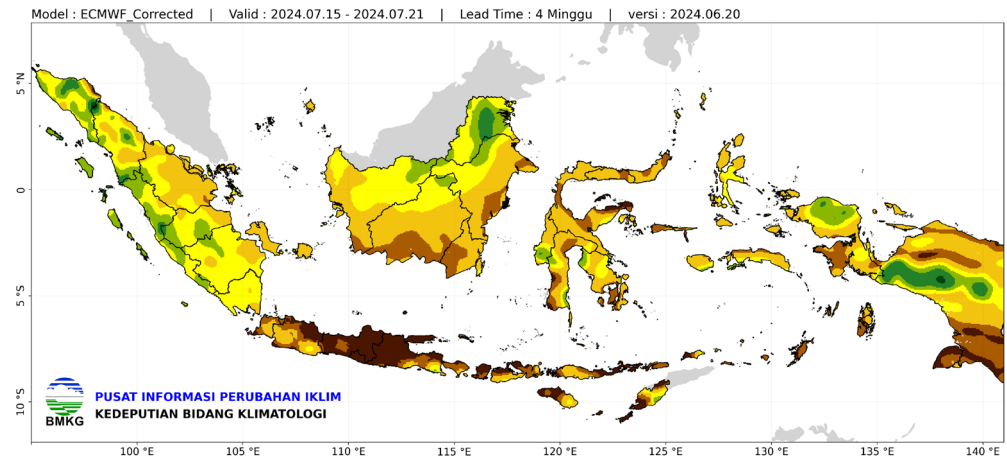 Model : ECMWF_Corrected | Valid : 2024.07.15 - 2024.07.21 | Lead Time : 4 Minggu | versi : 2024.06.20
5 °N
0
5 °S
10 °S
BMKG
PUSAT INFORMASI PERUBAHAN IKLIM
KEDEPUTIAN BIDANG KLIMATOLOGI
100 °E 105 °E 110 °E 115 °E 120 °E 125 °E 130 °E 135 °E 140 °E